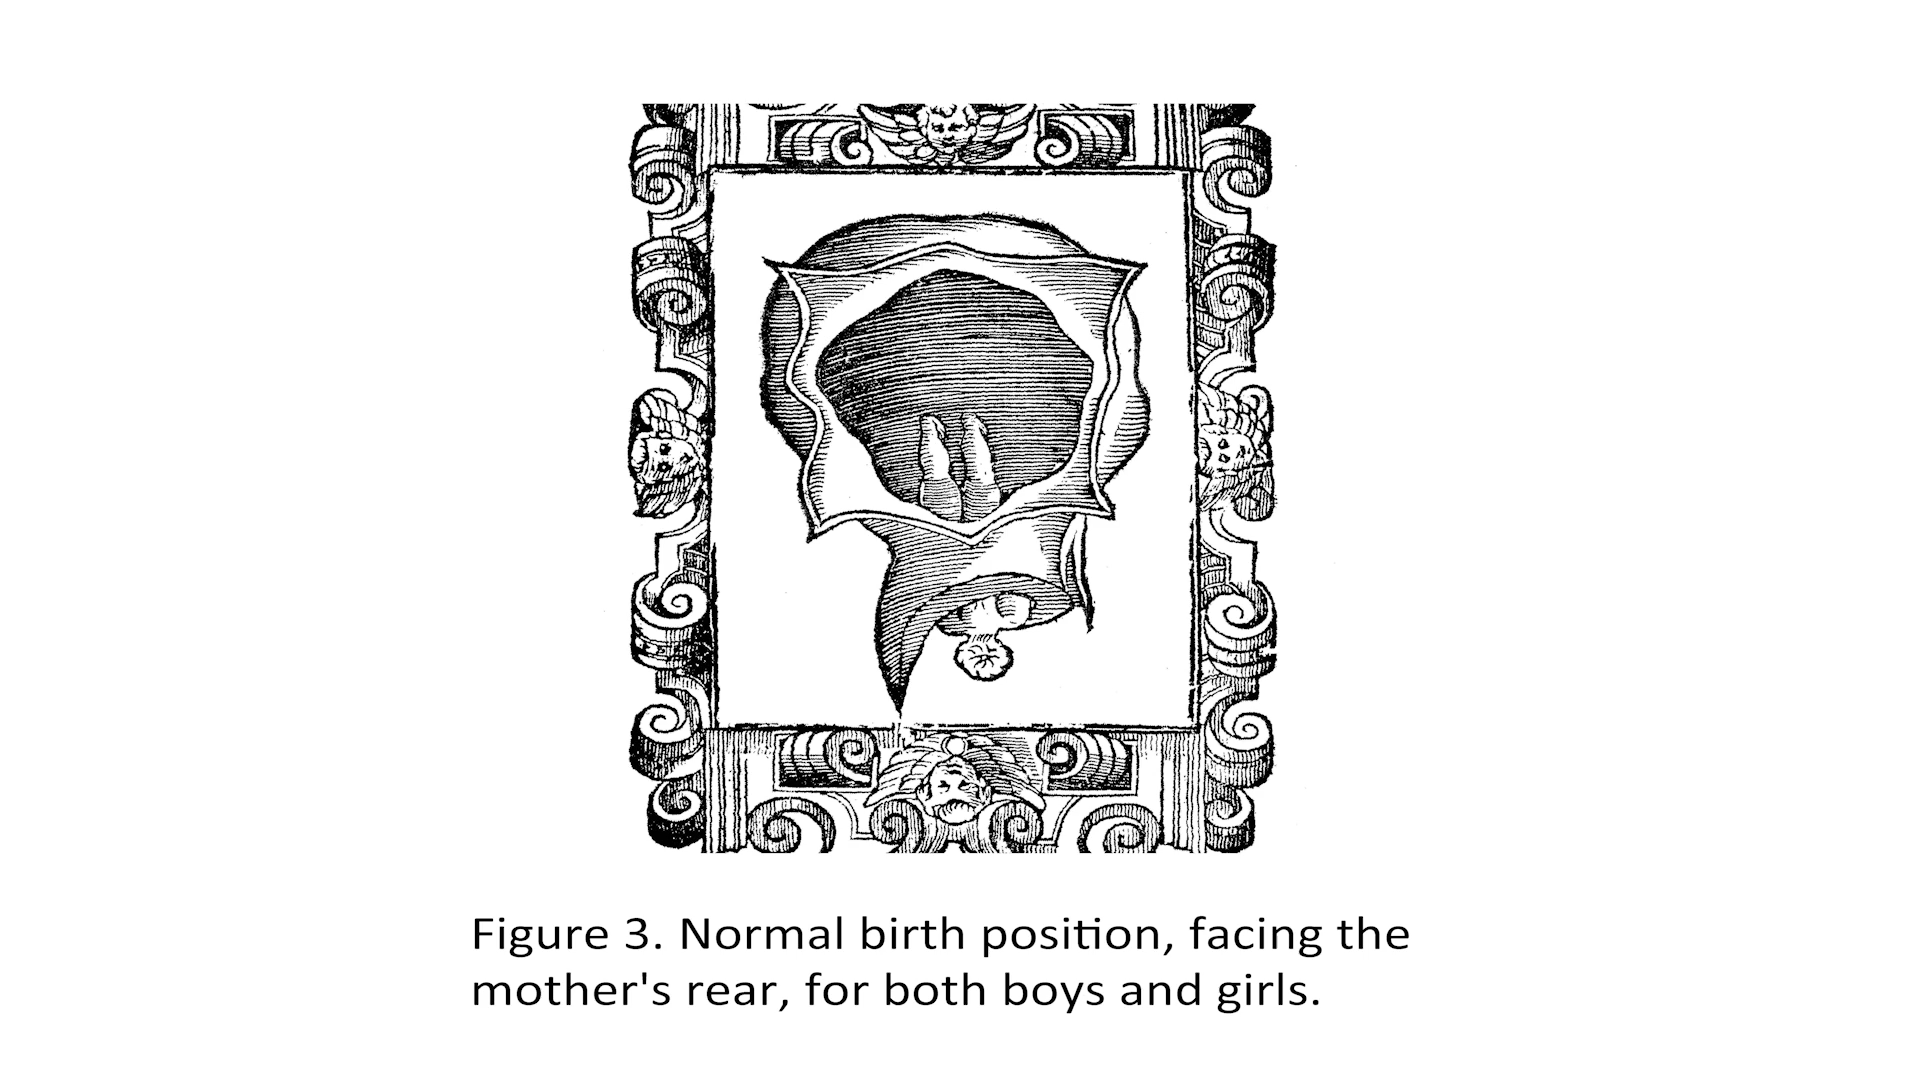 Figure 3. Normal birth position, facing the
mother's rear, for both boys and girls.